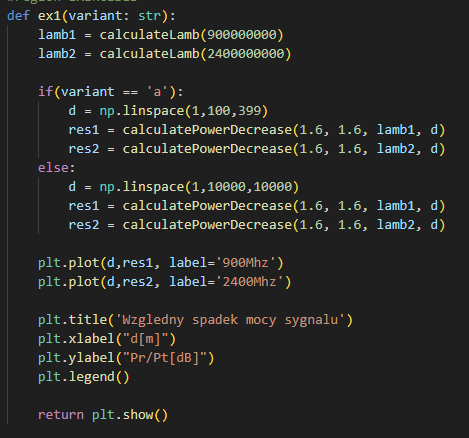 def ex1(variant: str):
    lamb1 = calculateLamb(900000000)
    lamb2 = calculateLamb(2400000000)

    if(variant == 'a'):
        d = np.linspace(1,100,399)
        res1 = calculatePowerDecrease(1.6, 1.6, lamb1, d)
        res2 = calculatePowerDecrease(1.6, 1.6, lamb2, d)
    else:
        d = np.linspace(1,10000,10000)
        res1 = calculatePowerDecrease(1.6, 1.6, lamb1, d)
        res2 = calculatePowerDecrease(1.6, 1.6, lamb2, d)

    plt.plot(d,res1, label='900Mhz')
    plt.plot(d,res2, label='2400Mhz')

    plt.title('Wzgledny spadek mocy sygnalu')
    plt.xlabel("d[m]")
    plt.ylabel("Pr/Pt[dB]")
    plt.legend()

    return plt.show()